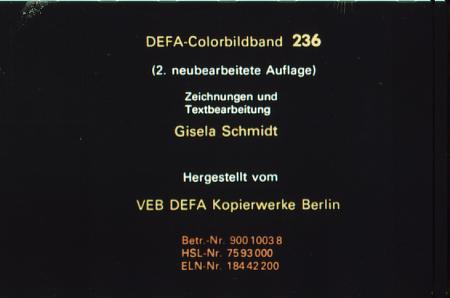 DEFA-Colorbildband 236
(2. neubearbeitete Auflage)
Zeichnungen und
Textbearbeitung
Gisela Schmidt
Hergestellt vom
VEB DEFA Kopierwerke Berlin
Betr.-Nr. 900 1003 8
HSL-Nr. 75 93 000
ELN-Nr. 184 42 200